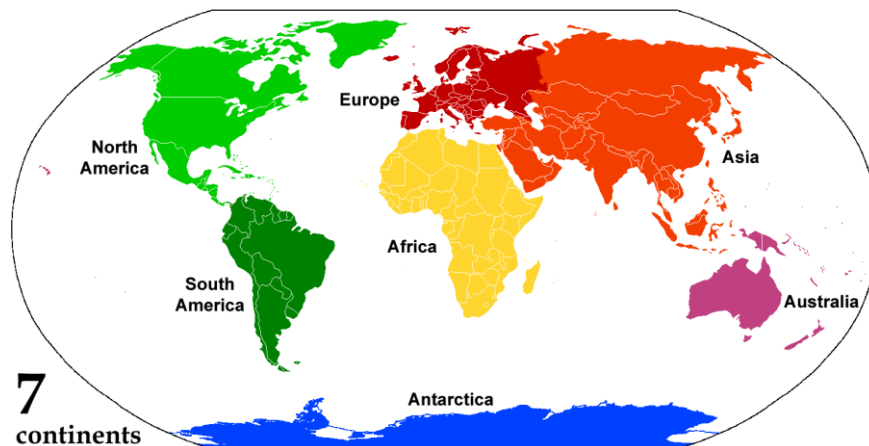 Europe
North
America
Asia
Africa
South
America
Australia
Antarctica
7
continents